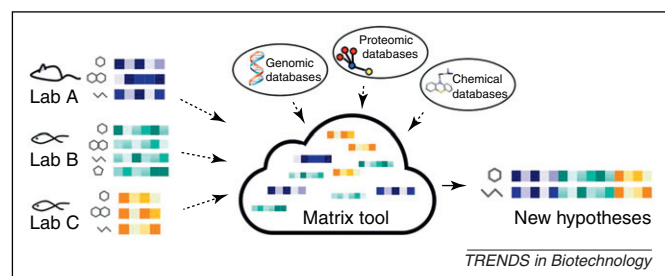 Lab A
Lab B
Lab C
Genomic
databases
Proteomic
databases
Chemical
databases
Matrix tool
New hypotheses
TRENDS in Biotechnology